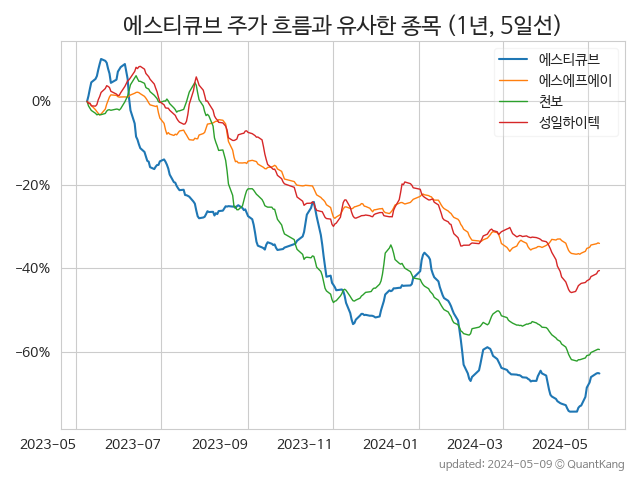 에스티큐브 주가 흐름과 유사한 종목 (1년, 5일선)
에스티큐브
에스에프에이
천보
성일하이텍
0%
−20%
−40%
−60%
2023-05 2023-07 2023-09 2023-11 2024-01 2024-03 2024-05
updated: 2024-05-09 © QuantKang